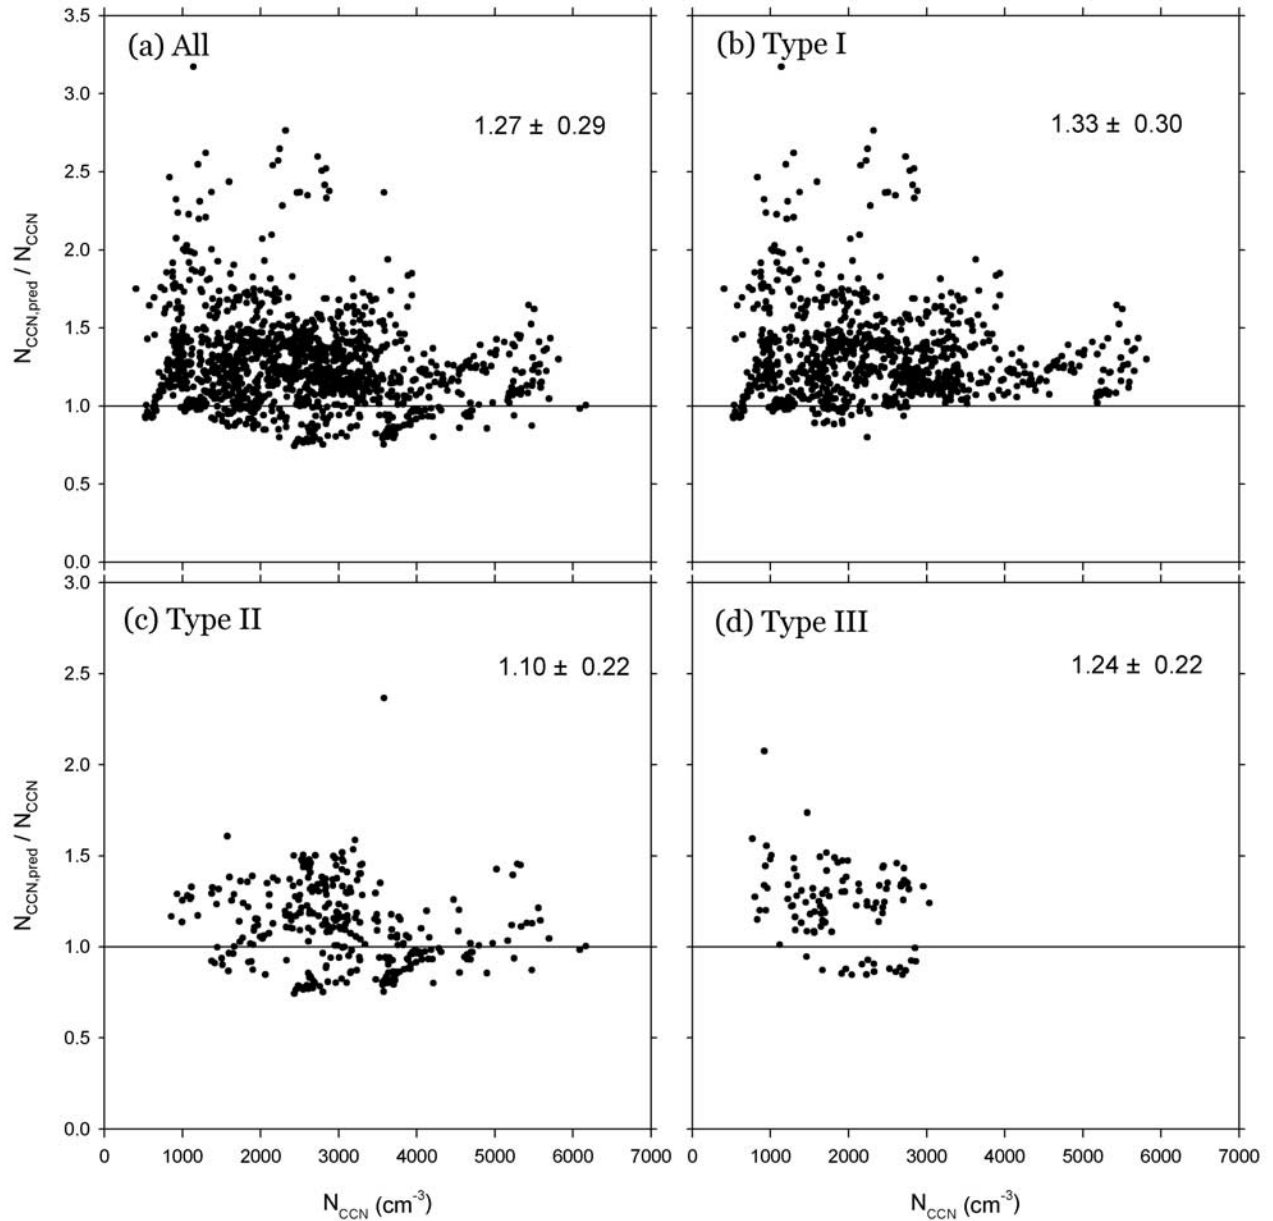 3.5
3.0
2.5
2.0
1.5
1.0
0.5
0.0
N_CCN,pred / N_CCN
(a) All
1.27 ± 0.29
(b) Type I
1.33 ± 0.30
3.0
2.5
2.0
1.5
1.0
0.5
0.0
N_CCN,pred / N_CCN
(c) Type II
1.10 ± 0.22
(d) Type III
1.24 ± 0.22
0 1000 2000 3000 4000 5000 6000 7000
0 1000 2000 3000 4000 5000 6000 7000
N_CCN (cm⁻³)
N_CCN (cm⁻³)